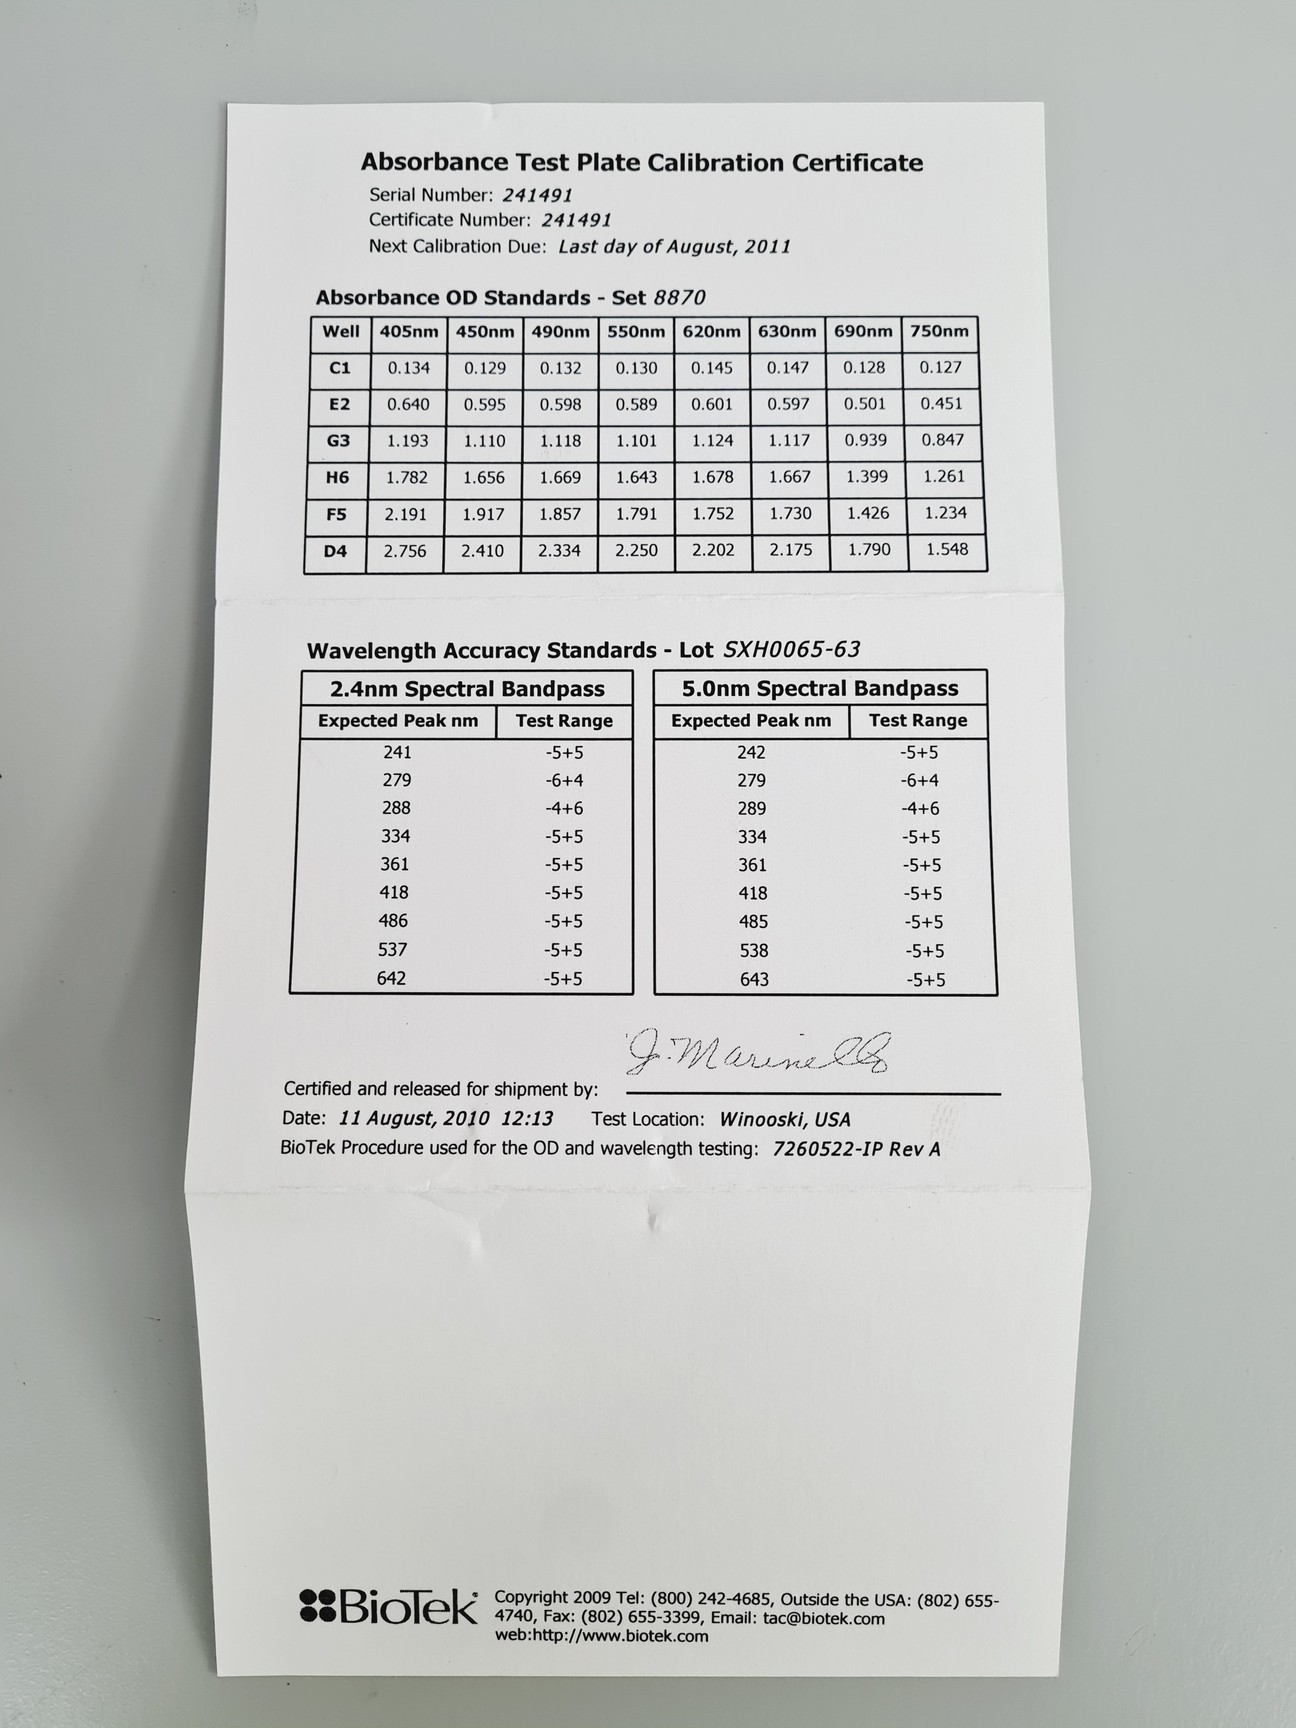 Absorbance Test Plate Calibration Certificate
Serial Number: 241491
Certificate Number: 241491
Next Calibration Due: Last day of August, 2011
Absorbance OD Standards - Set 8870
Well 405nm 450nm 490nm 550nm 620nm 630nm 690nm 750nm
C1 0.134 0.129 0.132 0.130 0.145 0.147 0.128 0.127
E2 0.640 0.595 0.598 0.589 0.601 0.597 0.501 0.451
G3 1.193 1.110 1.118 1.101 1.124 1.117 0.939 0.847
H6 1.782 1.656 1.669 1.643 1.678 1.667 1.399 1.261
F5 2.191 1.917 1.857 1.791 1.752 1.730 1.426 1.234
D4 2.756 2.410 2.334 2.250 2.202 2.175 1.790 1.548
Wavelength Accuracy Standards - Lot SXH0065-63
2.4nm Spectral Bandpass 5.0nm Spectral Bandpass
Expected Peak nm Test Range Expected Peak nm Test Range
241 -5+5 242 -5+5
279 -6+4 279 -6+4
288 -4+6 289 -4+6
334 -5+5 334 -5+5
361 -5+5 361 -5+5
418 -5+5 418 -5+5
486 -5+5 485 -5+5
537 -5+5 538 -5+5
642 -5+5 643 -5+5
J. Marinello
Certified and released for shipment by:
Date: 11 August, 2010 12:13 Test Location: Winooski, USA
BioTek Procedure used for the OD and wavelength testing: 7260522-IP Rev A
BioTek® Copyright 2009 Tel: (800) 242-4685, Outside the USA: (802) 655-
4740, Fax: (802) 655-3399, Email: tac@biotek.com
web:http://www.biotek.com